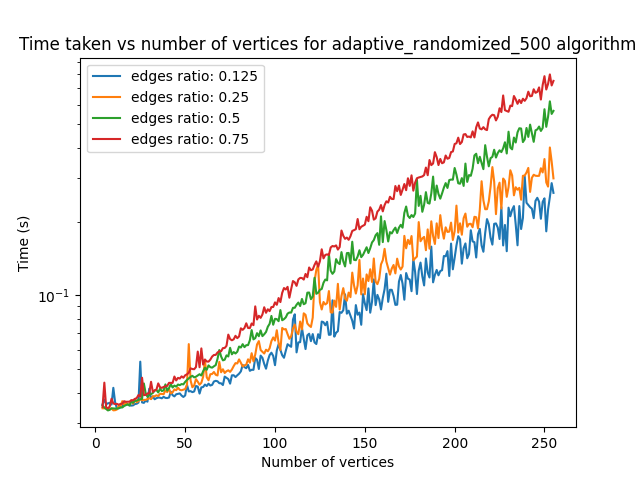 Time taken vs number of vertices for adaptive_randomized_500 algorithm
edges ratio: 0.125
edges ratio: 0.25
edges ratio: 0.5
edges ratio: 0.75
Time (s)
10⁻¹
0 50 100 150 200 250
Number of vertices